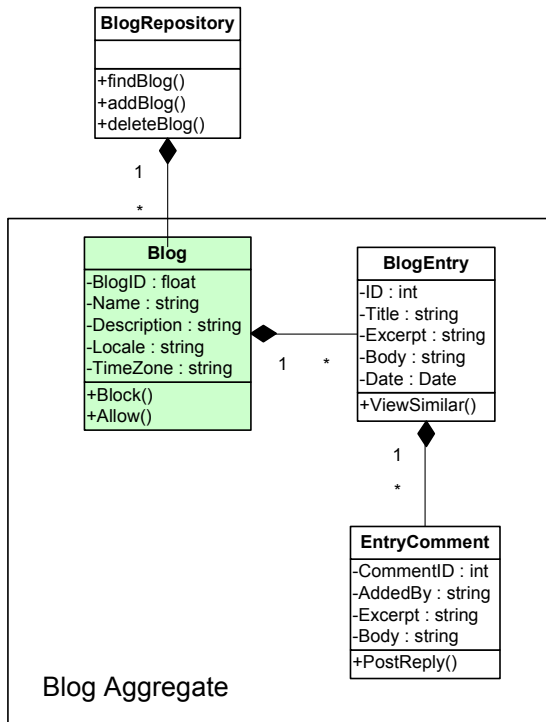 BlogRepository
+findBlog()
+addBlog()
+deleteBlog()
1
*
Blog
-BlogID : float
-Name : string
-Description : string
-Locale : string
-TimeZone : string
+Block()
+Allow()
1
*
BlogEntry
-ID : int
-Title : string
-Excerpt : string
-Body : string
-Date : Date
+ViewSimilar()
1
*
EntryComment
-CommentID : int
-AddedBy : string
-Excerpt : string
-Body : string
+PostReply()
Blog Aggregate